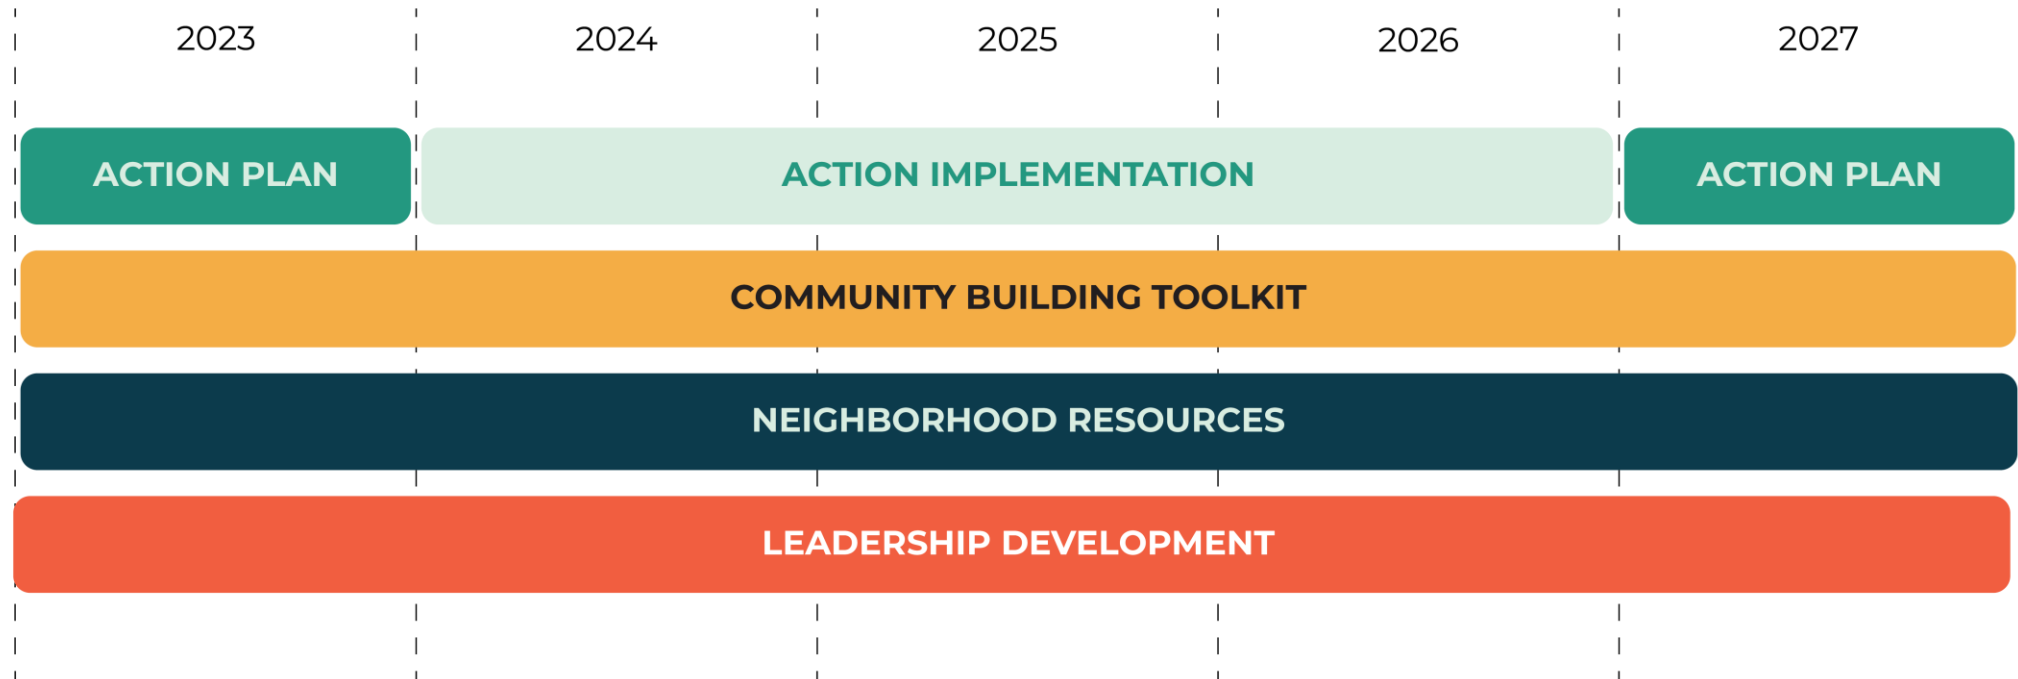 2023 2024 2025 2026 2027
ACTION PLAN ACTION IMPLEMENTATION ACTION PLAN
COMMUNITY BUILDING TOOLKIT
NEIGHBORHOOD RESOURCES
LEADERSHIP DEVELOPMENT